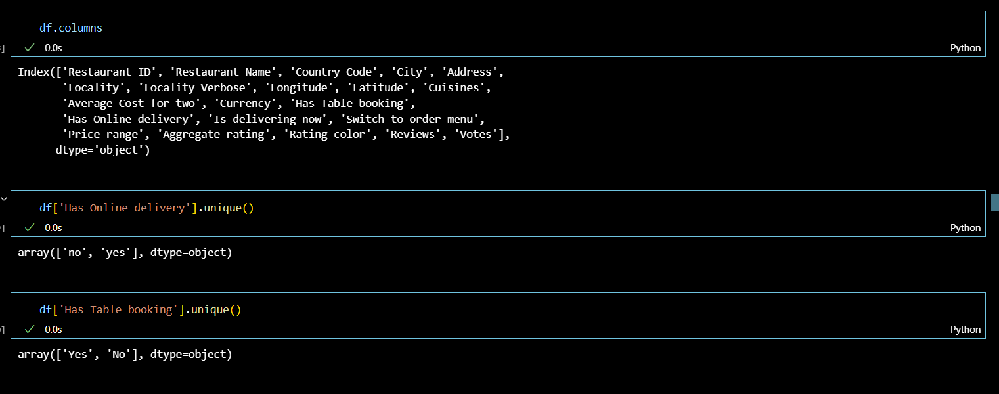 df.columns
0.0s
Python
Index(['Restaurant ID', 'Restaurant Name', 'Country Code', 'City', 'Address',
'Locality', 'Locality Verbose', 'Longitude', 'Latitude', 'Cuisines',
'Average Cost for two', 'Currency', 'Has Table booking',
'Has Online delivery', 'Is delivering now', 'Switch to order menu',
'Price range', 'Aggregate rating', 'Rating color', 'Reviews', 'Votes'],
dtype='object')
df['Has Online delivery'].unique()
]
0.0s
Python
array(['no', 'yes'], dtype=object)
df['Has Table booking'].unique()
]
0.0s
Python
array(['Yes', 'No'], dtype=object)